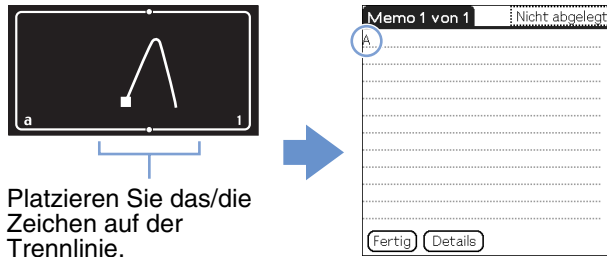 a
1
Platzieren Sie das/die
Zeichen auf der
Trennlinie.
Memo 1 von 1
Nicht abgelegt
A
Fertig
Details